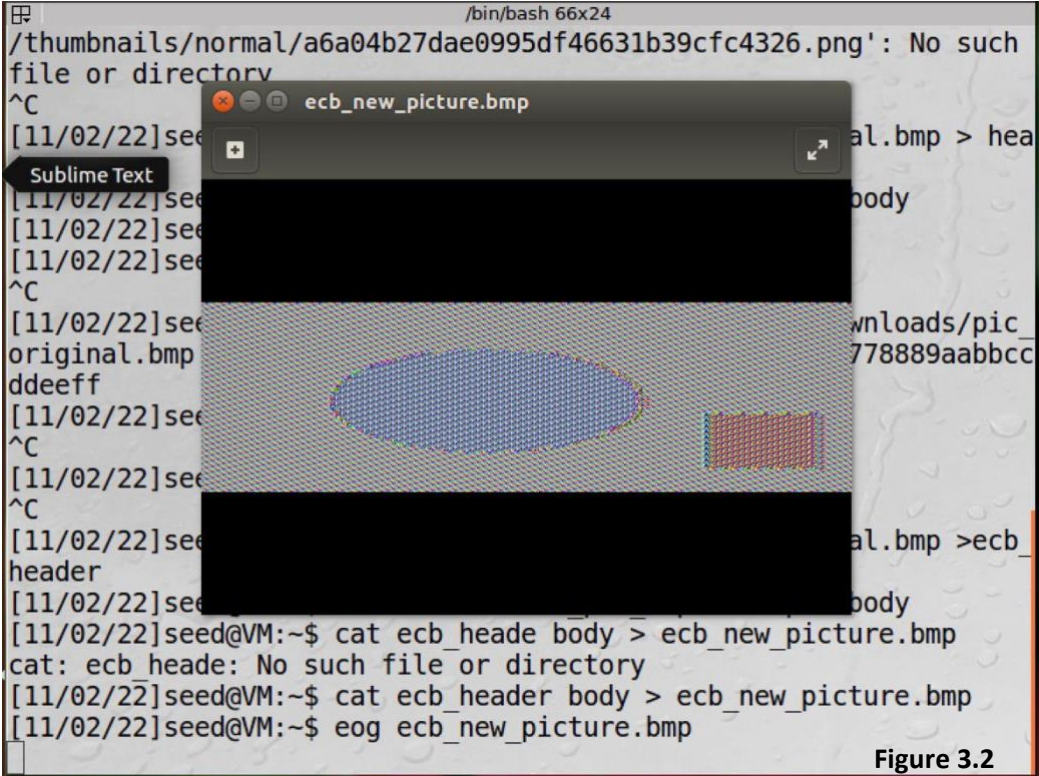 /bin/bash 66x24
/thumbnails/normal/a6a04b27dae0995df46631b39cfc4326.png': No such
file or directory
^C
ecb_new_picture.bmp
[11/02/22]see al.bmp > hea
Sublime Text
[11/02/22]see body
[11/02/22]see
[11/02/22]see
^C
[11/02/22]see wnloads/pic_
original.bmp 778889aabbcc
ddeeff
[11/02/22]see
^C
[11/02/22]see
^C
[11/02/22]see al.bmp >ecb_
header
[11/02/22]see body
[11/02/22]seed@VM:~$ cat ecb_heade body > ecb_new_picture.bmp
cat: ecb_heade: No such file or directory
[11/02/22]seed@VM:~$ cat ecb_header body > ecb_new_picture.bmp
[11/02/22]seed@VM:~$ eog ecb_new_picture.bmp
Figure 3.2